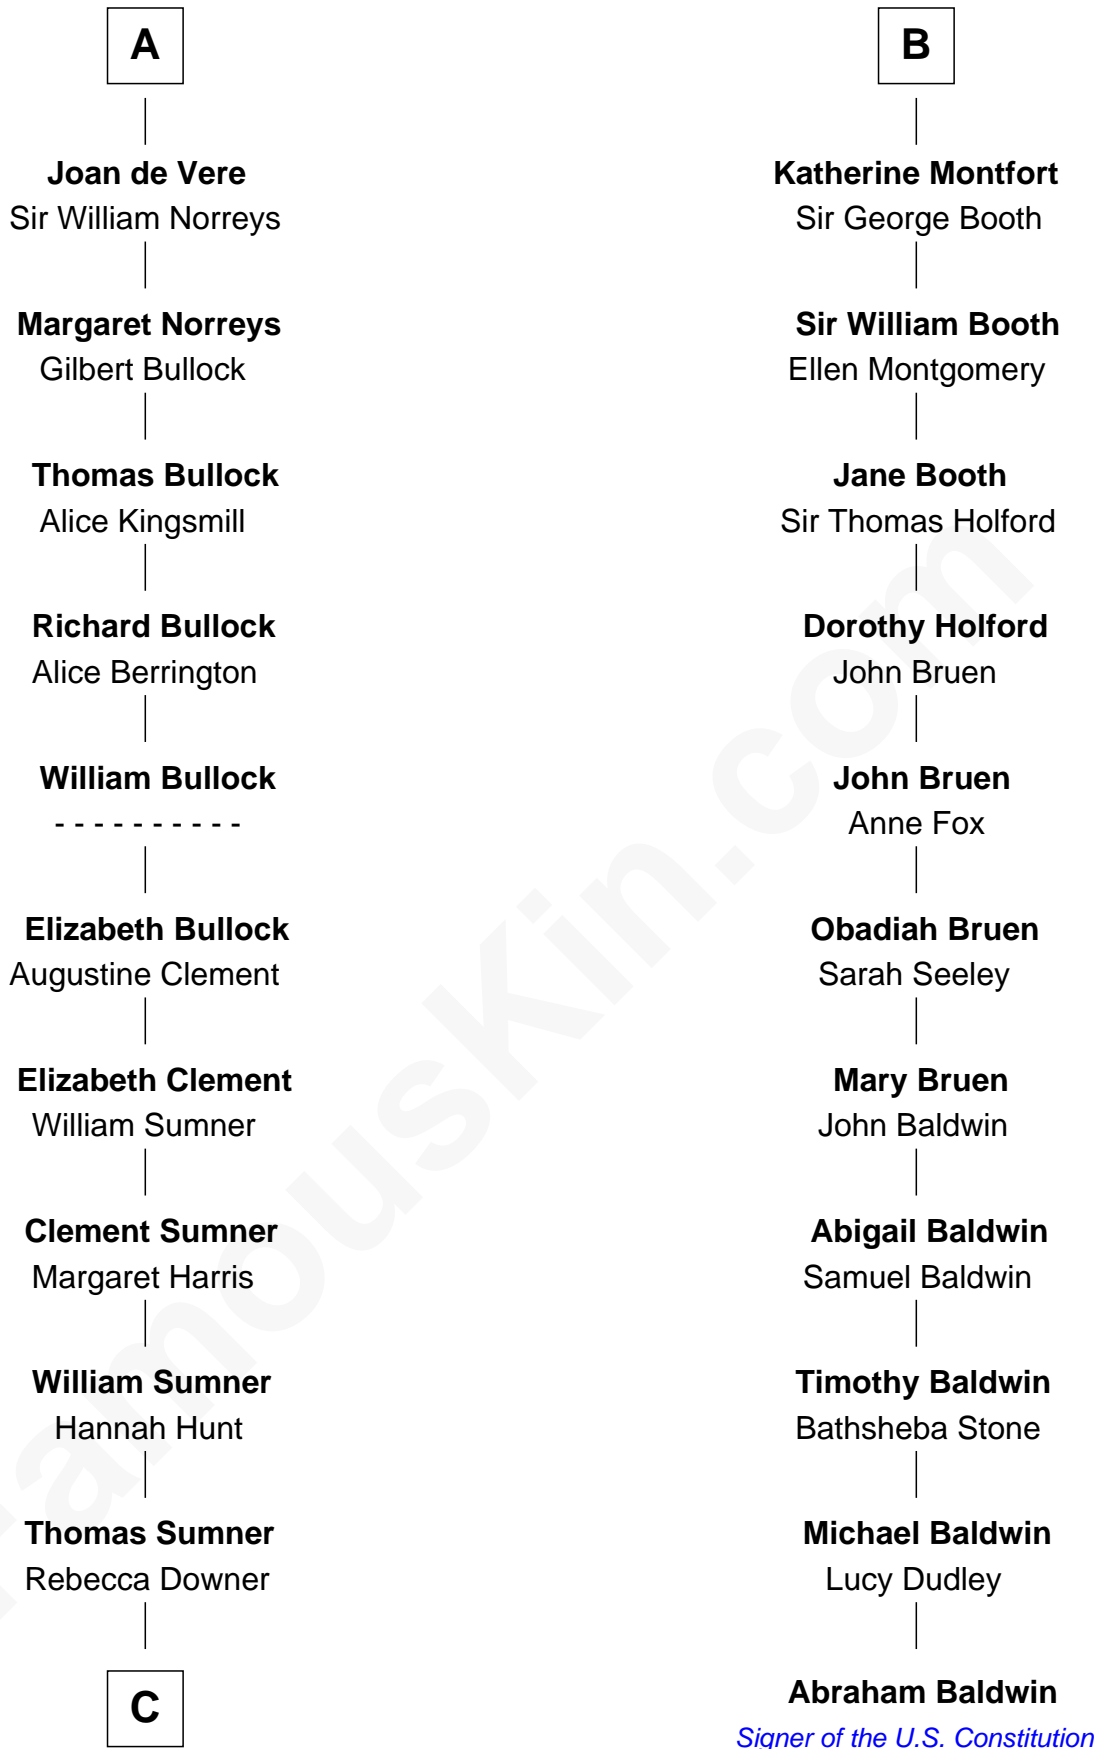 A
Joan de Vere
Sir William Norreys
Margaret Norreys
Gilbert Bullock
Thomas Bullock
Alice Kingsmill
Richard Bullock
Alice Berrington
William Bullock
- - - - - - - - - -
Elizabeth Bullock
Augustine Clement
Elizabeth Clement
William Sumner
Clement Sumner
Margaret Harris
William Sumner
Hannah Hunt
Thomas Sumner
Rebecca Downer
C
B
Katherine Montfort
Sir George Booth
Sir William Booth
Ellen Montgomery
Jane Booth
Sir Thomas Holford
Dorothy Holford
John Bruen
John Bruen
Anne Fox
Obadiah Bruen
Sarah Seeley
Mary Bruen
John Baldwin
Abigail Baldwin
Samuel Baldwin
Timothy Baldwin
Bathsheba Stone
Michael Baldwin
Lucy Dudley
Abraham Baldwin
Signer of the U.S. Constitution
FamousKin.com